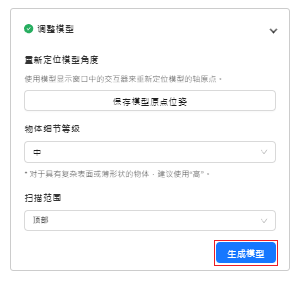 调整模型
重新定位模型角度
使用模型显示窗口中的交互器来重新定位模型的轴原点。
保存模型原点位姿
物体细节等级
中
* 对于具有复杂表面或薄形状的物体，建议使用"高"。
扫描范围
顶部
生成模型